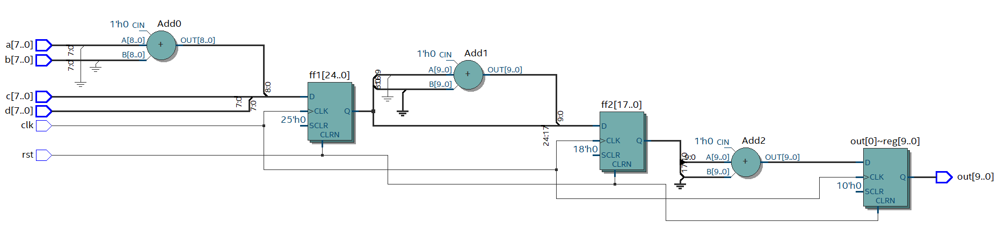 1'h0 CIN Add0
a[7..0] 7:0 A[8..0] OUT[8..0]
b[7..0] 7:0 B[8..0]
c[7..0] 7:0
d[7..0] 7:0
8:0
clk
rst
ff1[24..0]
D
CLK Q
25'h0 SCLR
CLRN
1'h0 CIN Add1
A[9..0] OUT[9..0]
B[9..0]
24:17
9:0
ff2[17..0]
D
CLK Q
18'h0 SCLR
CLRN
1'h0 CIN Add2
9:0 A[9..0] OUT[9..0]
B[9..0]
out[0]~reg[9..0]
D
CLK Q
10'h0 SCLR
CLRN
out[9..0]